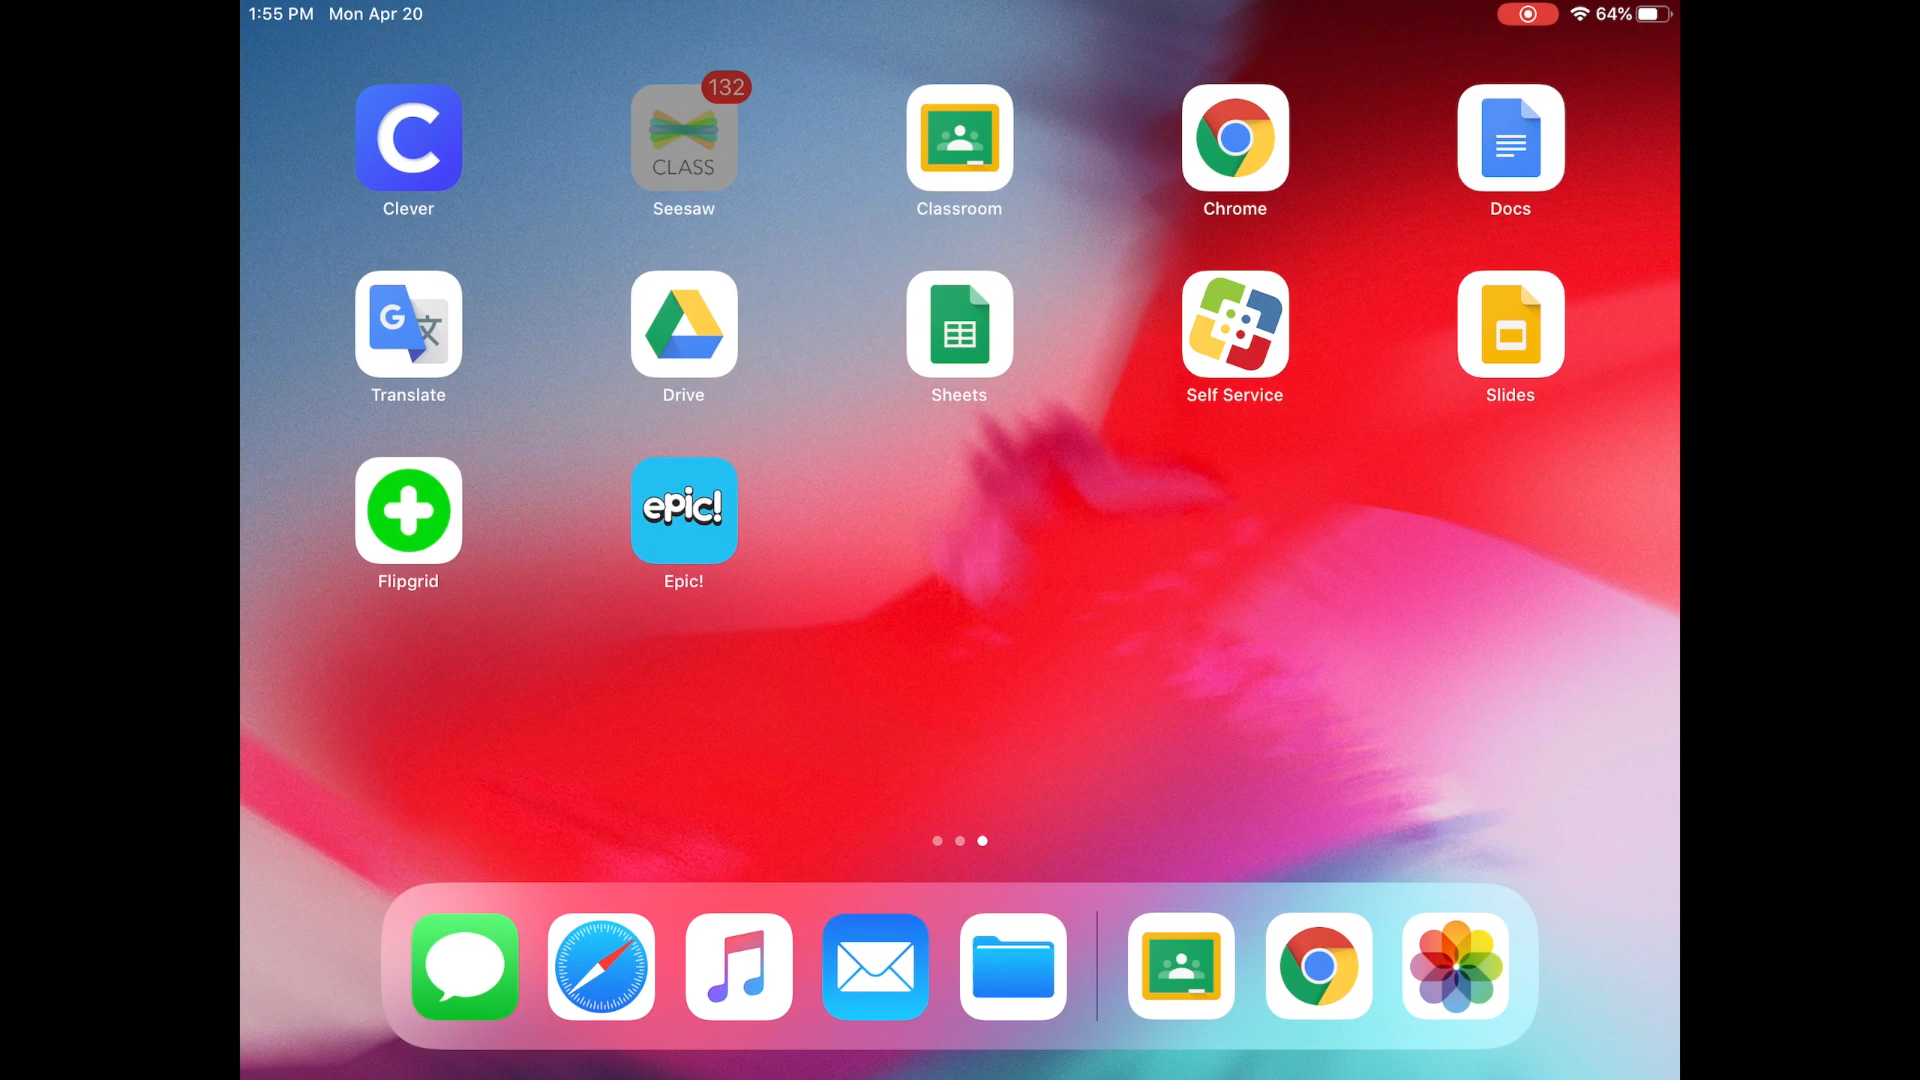 1:55 PM Mon Apr 20
64%
132
CLASS
Clever
Seesaw
Classroom
Chrome
Docs
G 文
Translate
Drive
Sheets
Self Service
Slides
epic!
Flipgrid
Epic!